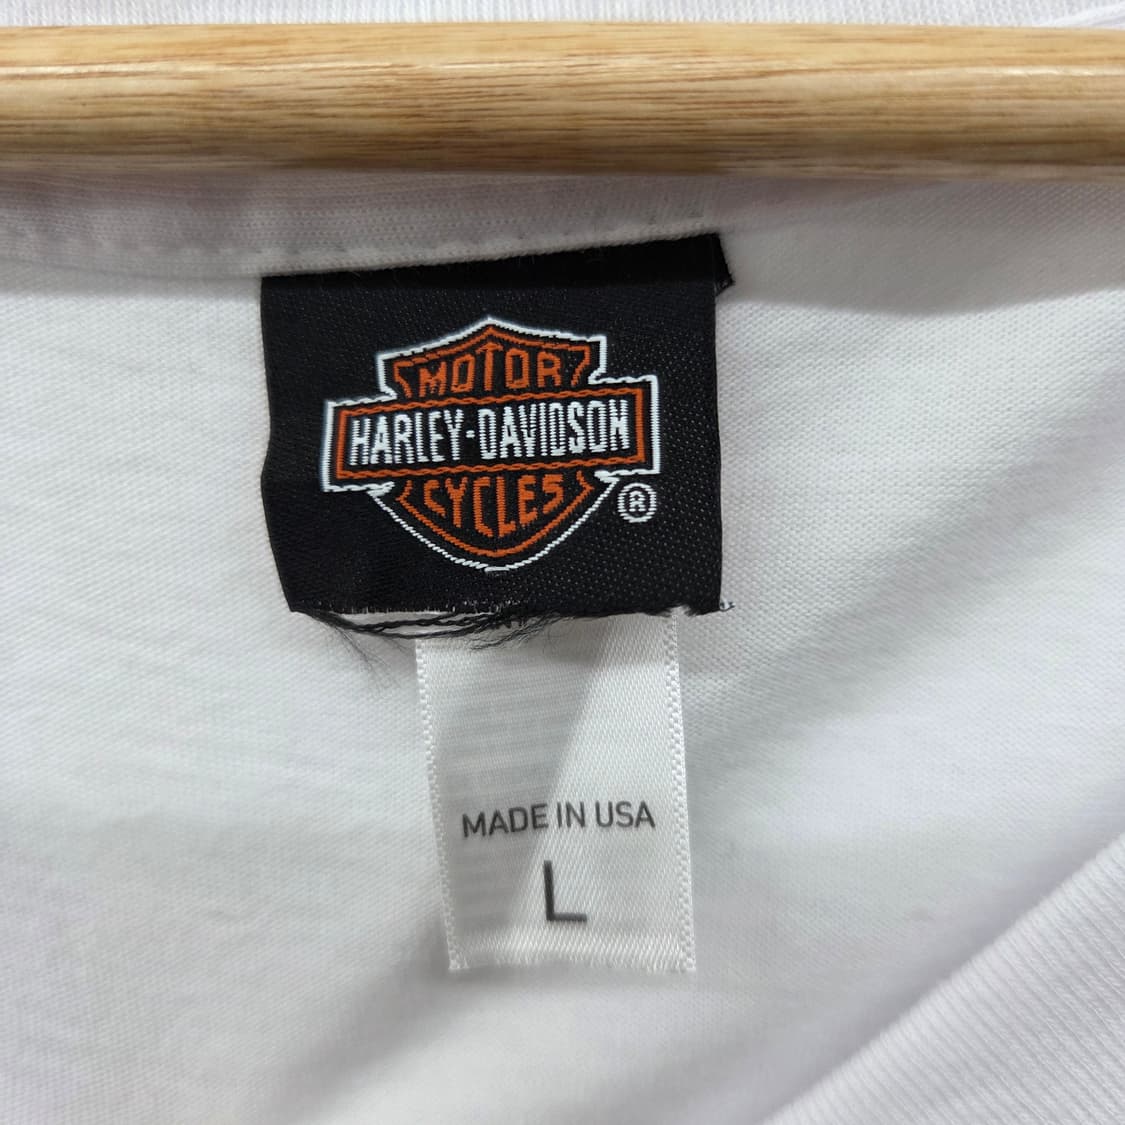 MOTOR
HARLEY-DAVIDSON
CYCLES
®
MADE IN USA
L